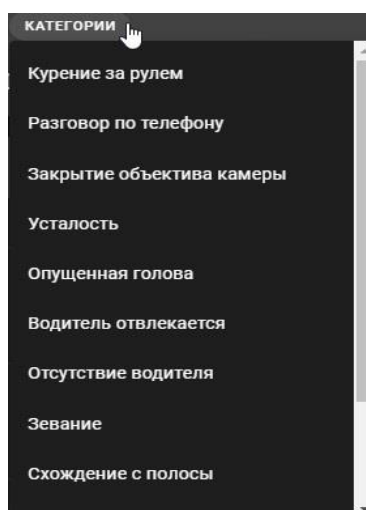 КАТЕГОРИИ
Курение за рулем
Разговор по телефону
Закрытие объектива камеры
Усталость
Опущенная голова
Водитель отвлекается
Отсутствие водителя
Зевание
Схождение с полосы